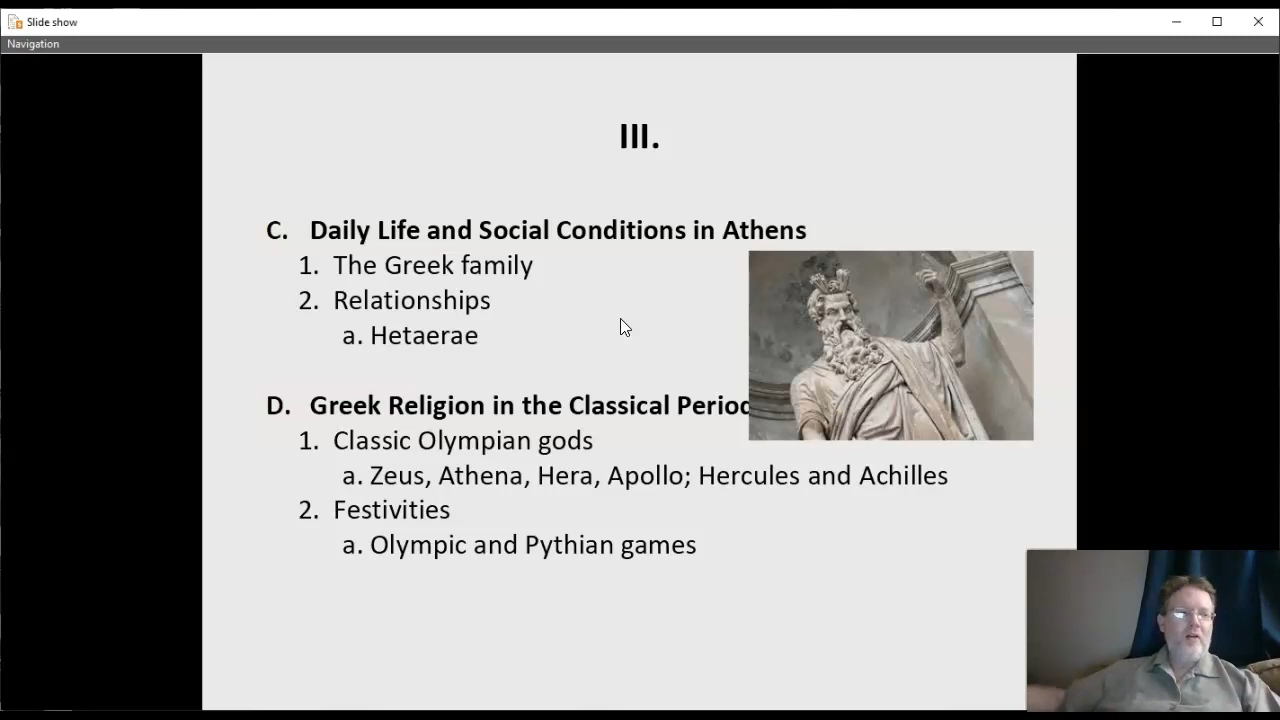 Slide show
Navigation
III.
C. Daily Life and Social Conditions in Athens
1. The Greek family
2. Relationships
a. Hetaerae
D. Greek Religion in the Classical Period
1. Classic Olympian gods
a. Zeus, Athena, Hera, Apollo; Hercules and Achilles
2. Festivities
a. Olympic and Pythian games